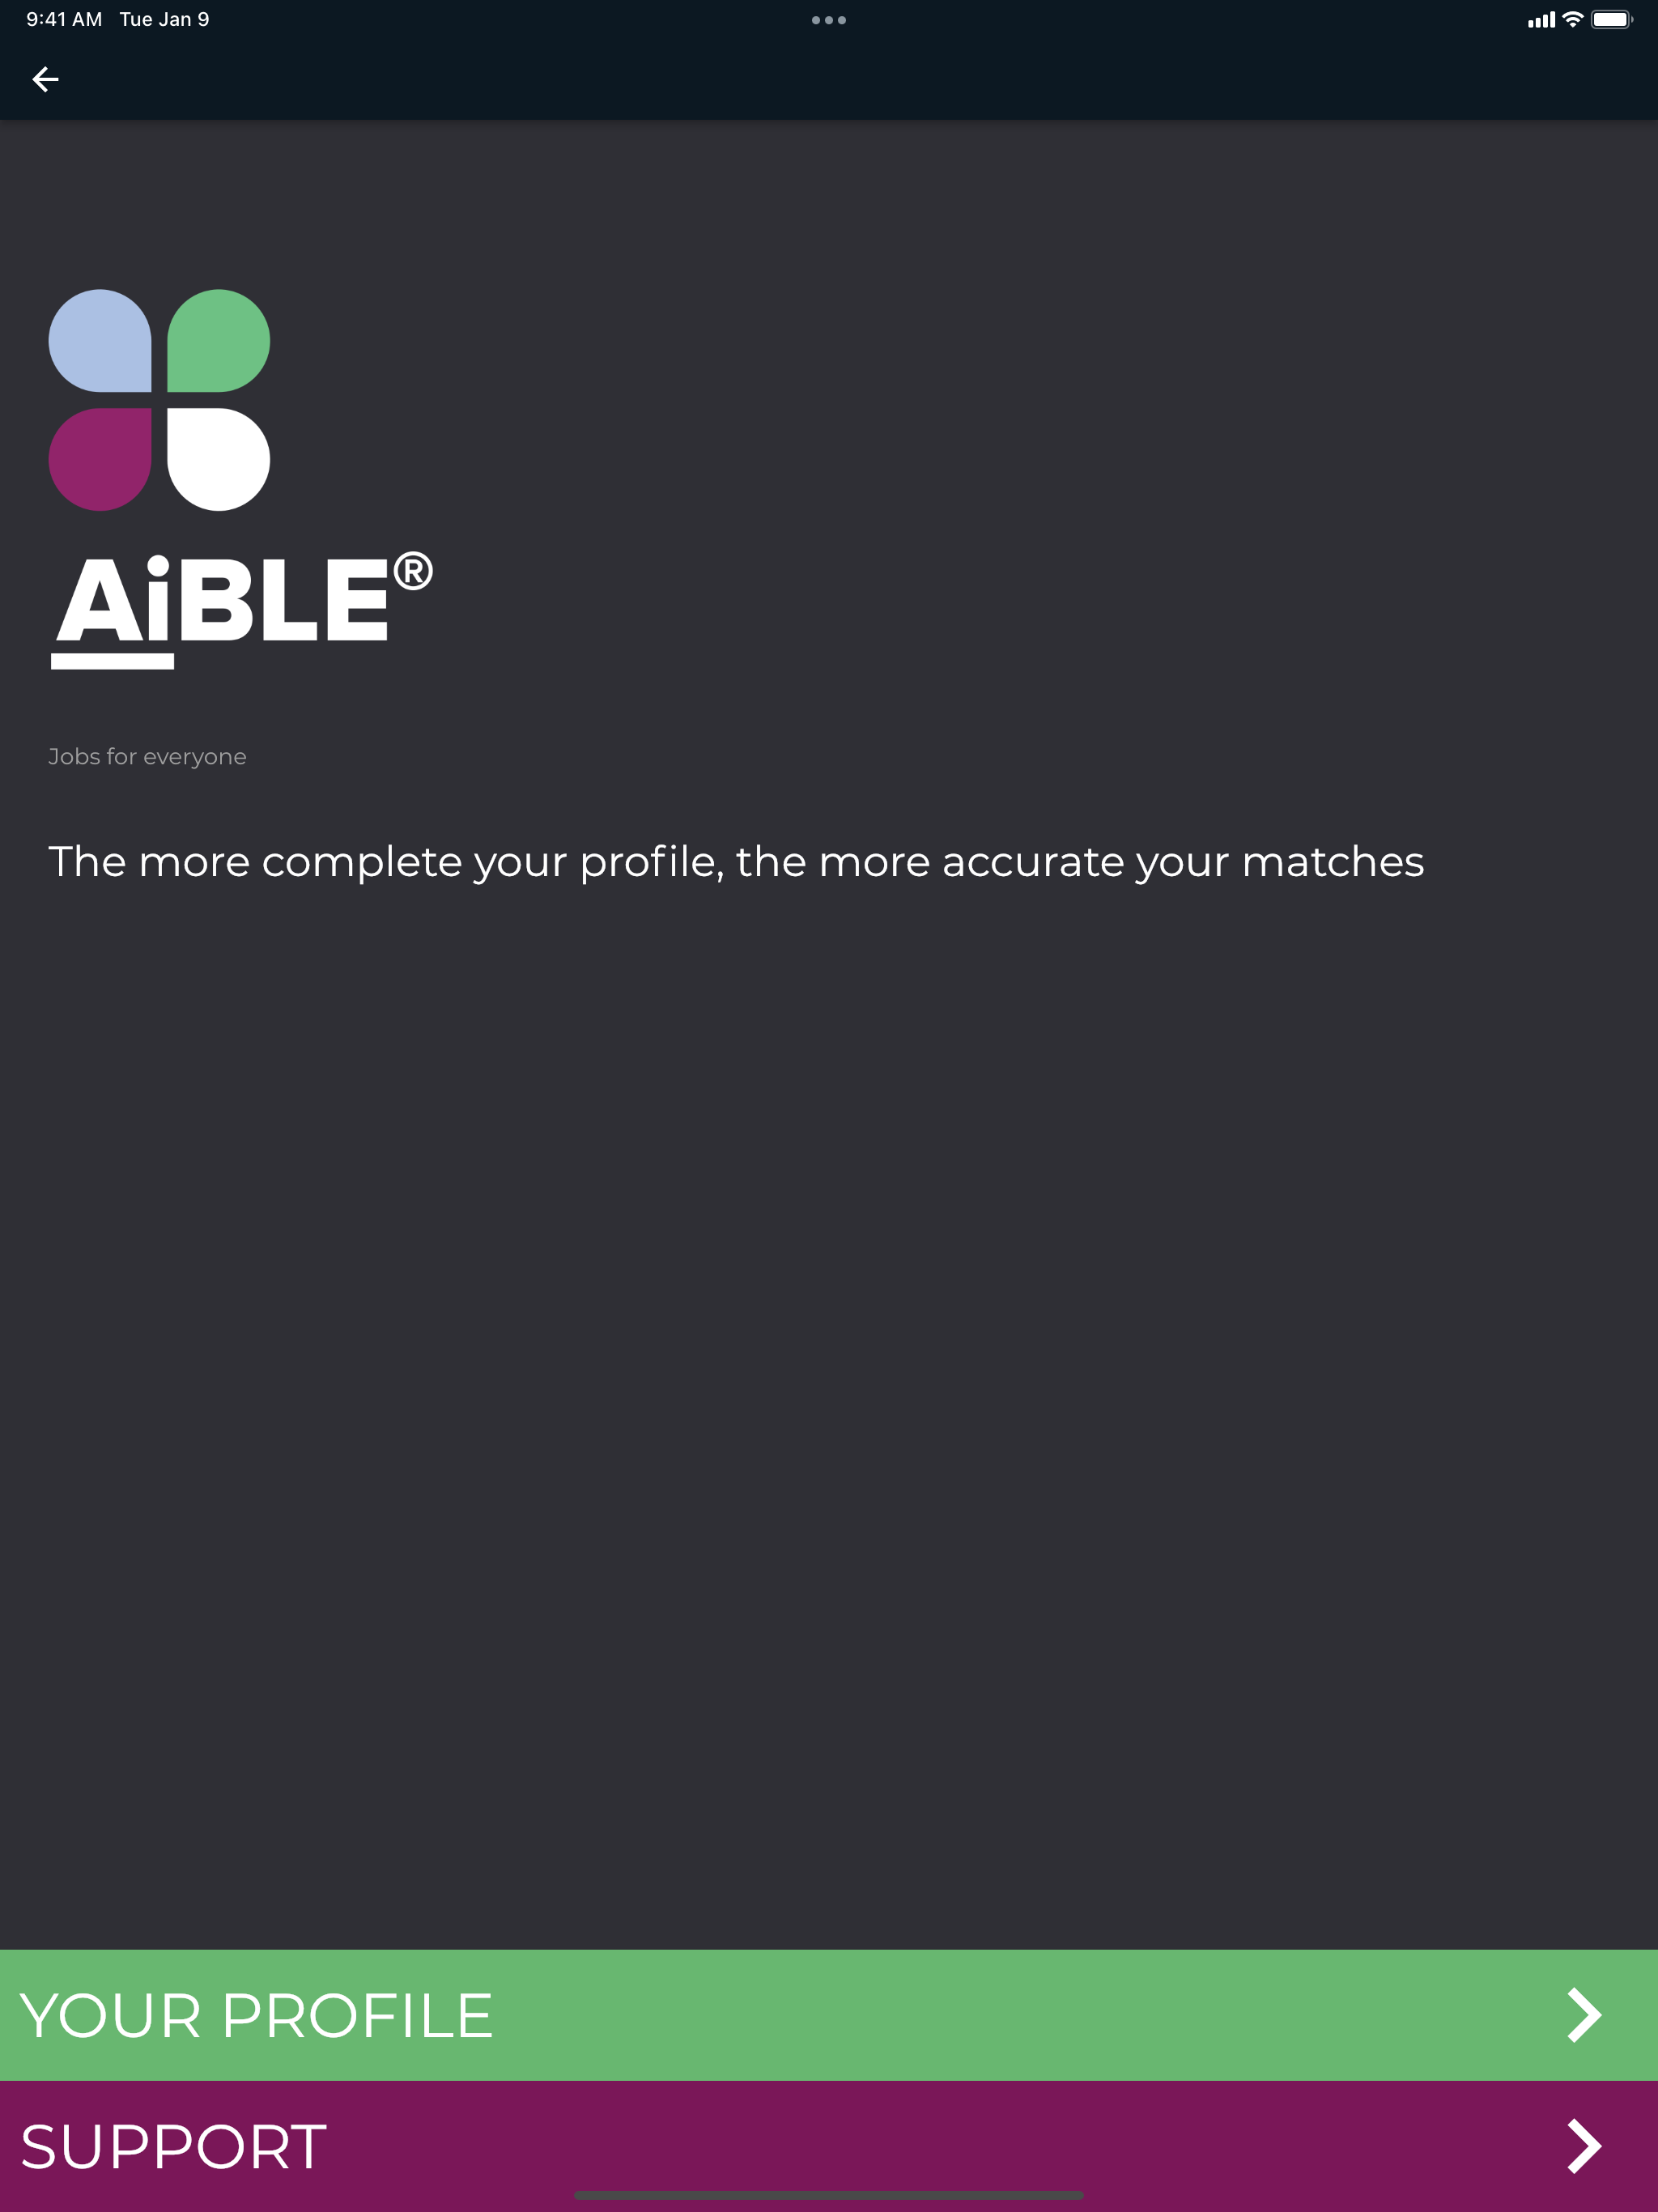 9:41 AM Tue Jan 9
AiBLE®
Jobs for everyone
The more complete your profile, the more accurate your matches
YOUR PROFILE
SUPPORT